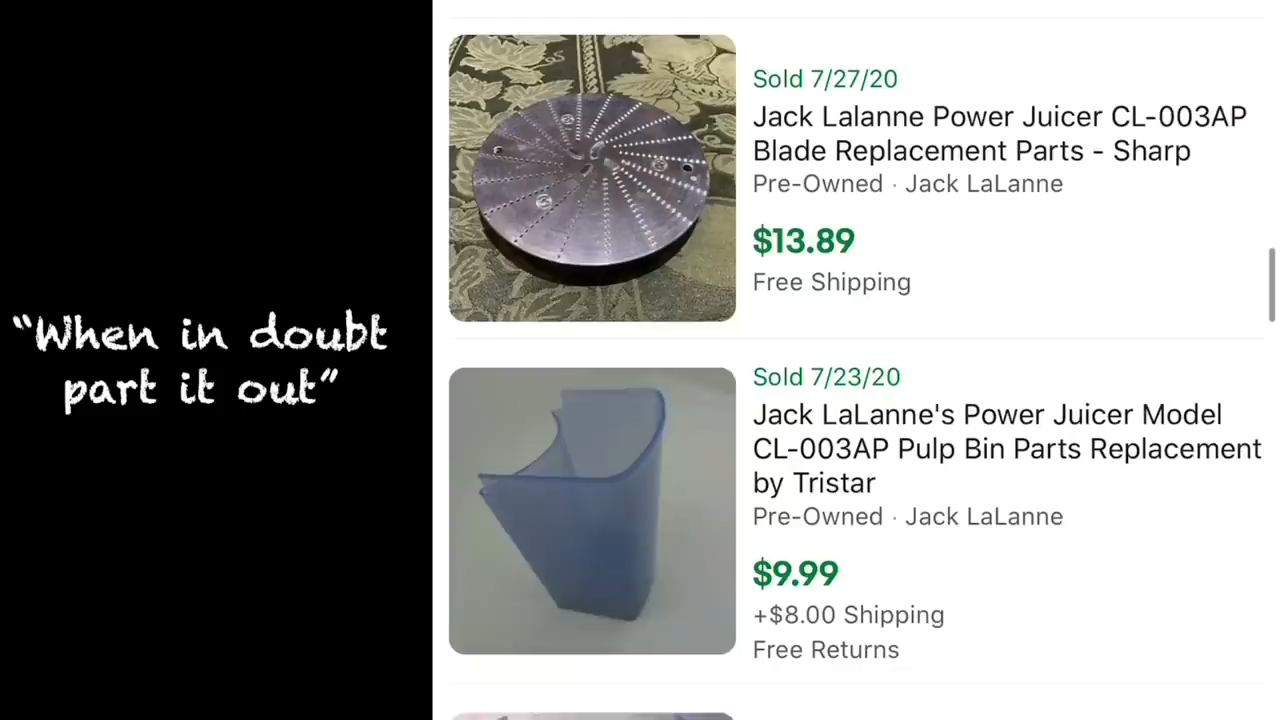 “When in doubt
part it out”
Sold 7/27/20
Jack Lalanne Power Juicer CL-003AP
Blade Replacement Parts - Sharp
Pre-Owned · Jack LaLanne
$13.89
Free Shipping
Sold 7/23/20
Jack LaLanne's Power Juicer Model
CL-003AP Pulp Bin Parts Replacement
by Tristar
Pre-Owned · Jack LaLanne
$9.99
+$8.00 Shipping
Free Returns